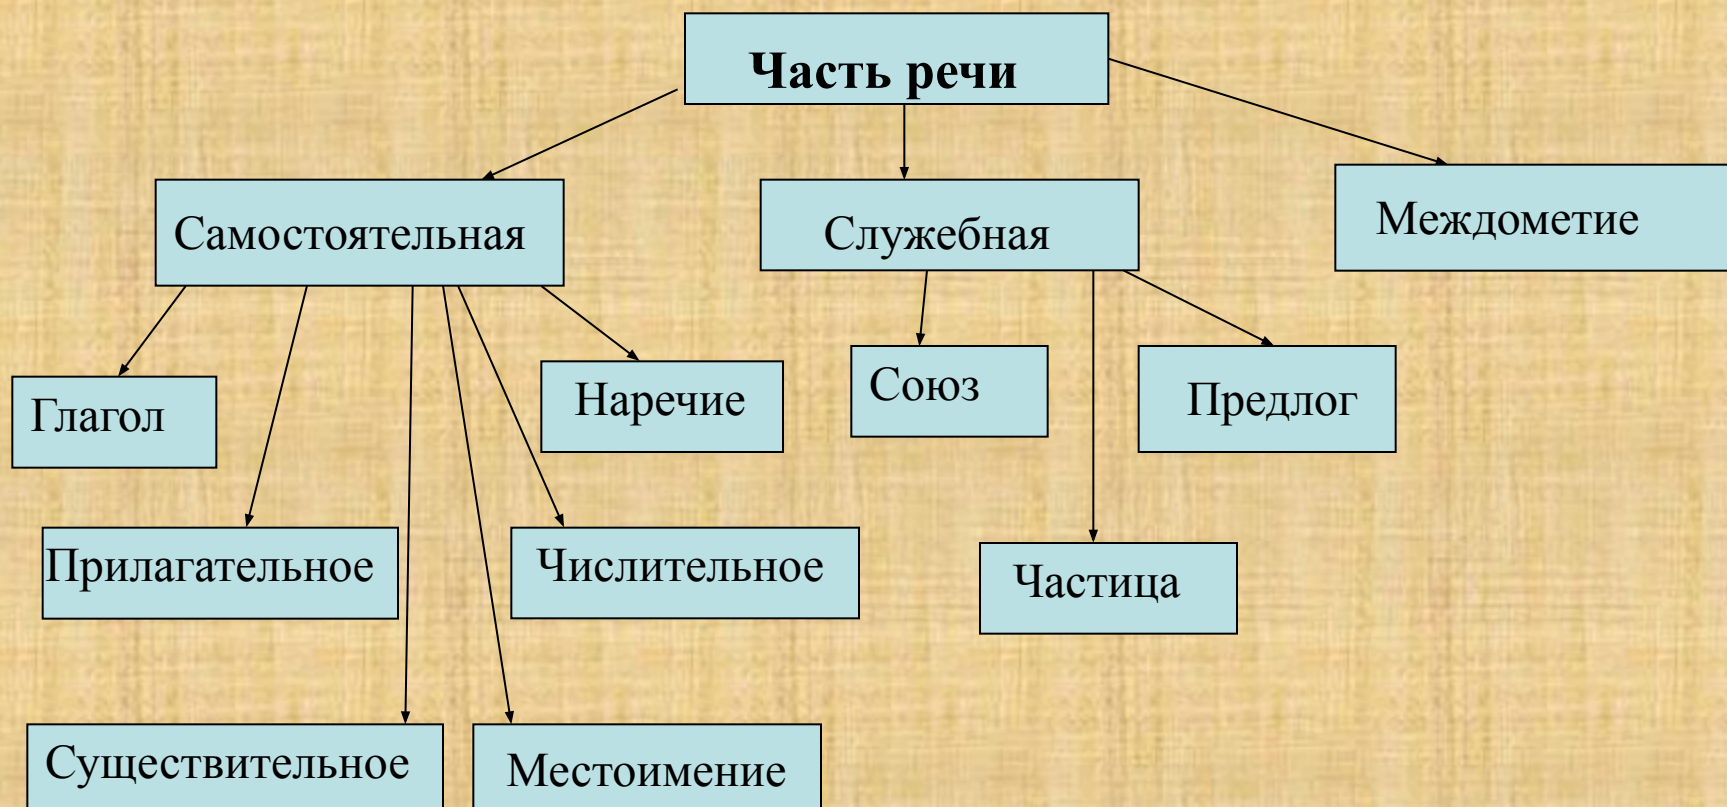 Часть речи
Самостоятельная
Служебная
Междометие
Глагол
Наречие
Союз
Предлог
Прилагательное
Числительное
Частица
Существительное
Местоимение